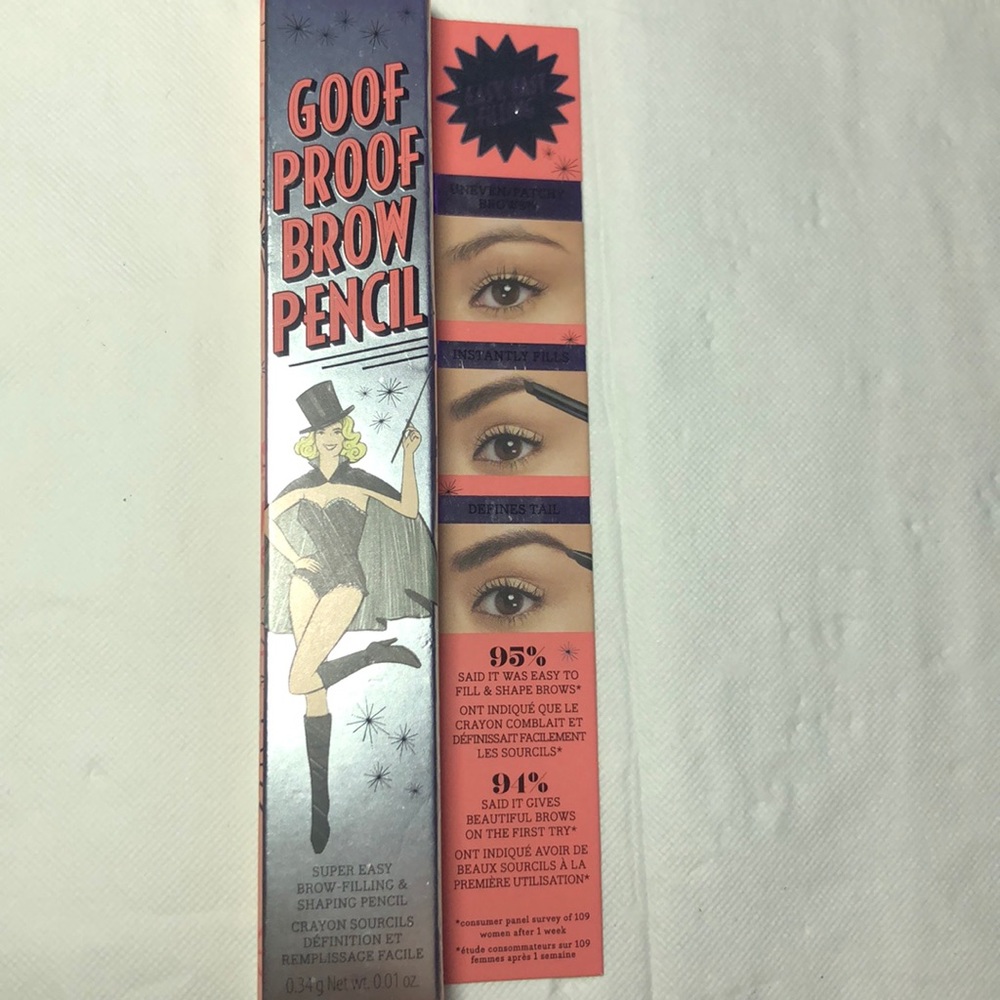 GOOF
PROOF
BROW
PENCIL
SUPER EASY
BROW-FILLING &
SHAPING PENCIL
CRAYON SOURCILS
DÉFINITION ET
REMPLISSAGE FACILE
0.34 g Net wt. 0.01 oz.
UNEVEN/PATCHY
INSTANTLY FILLS
DEFINES TAIL
95%
SAID IT WAS EASY TO
FILL & SHAPE BROWS*
ONT INDIQUÉ QUE LE
CRAYON COMBLAIT ET
DÉFINISSAIT FACILEMENT
LES SOURCILS*
94%
SAID IT GIVES
BEAUTIFUL BROWS
ON THE FIRST TRY*
ONT INDIQUÉ AVOIR DE
BEAUX SOURCILS À LA
PREMIÈRE UTILISATION*
*consumer panel survey of 109
women after 1 week
*étude consommateurs sur 109
femmes après 1 semaine